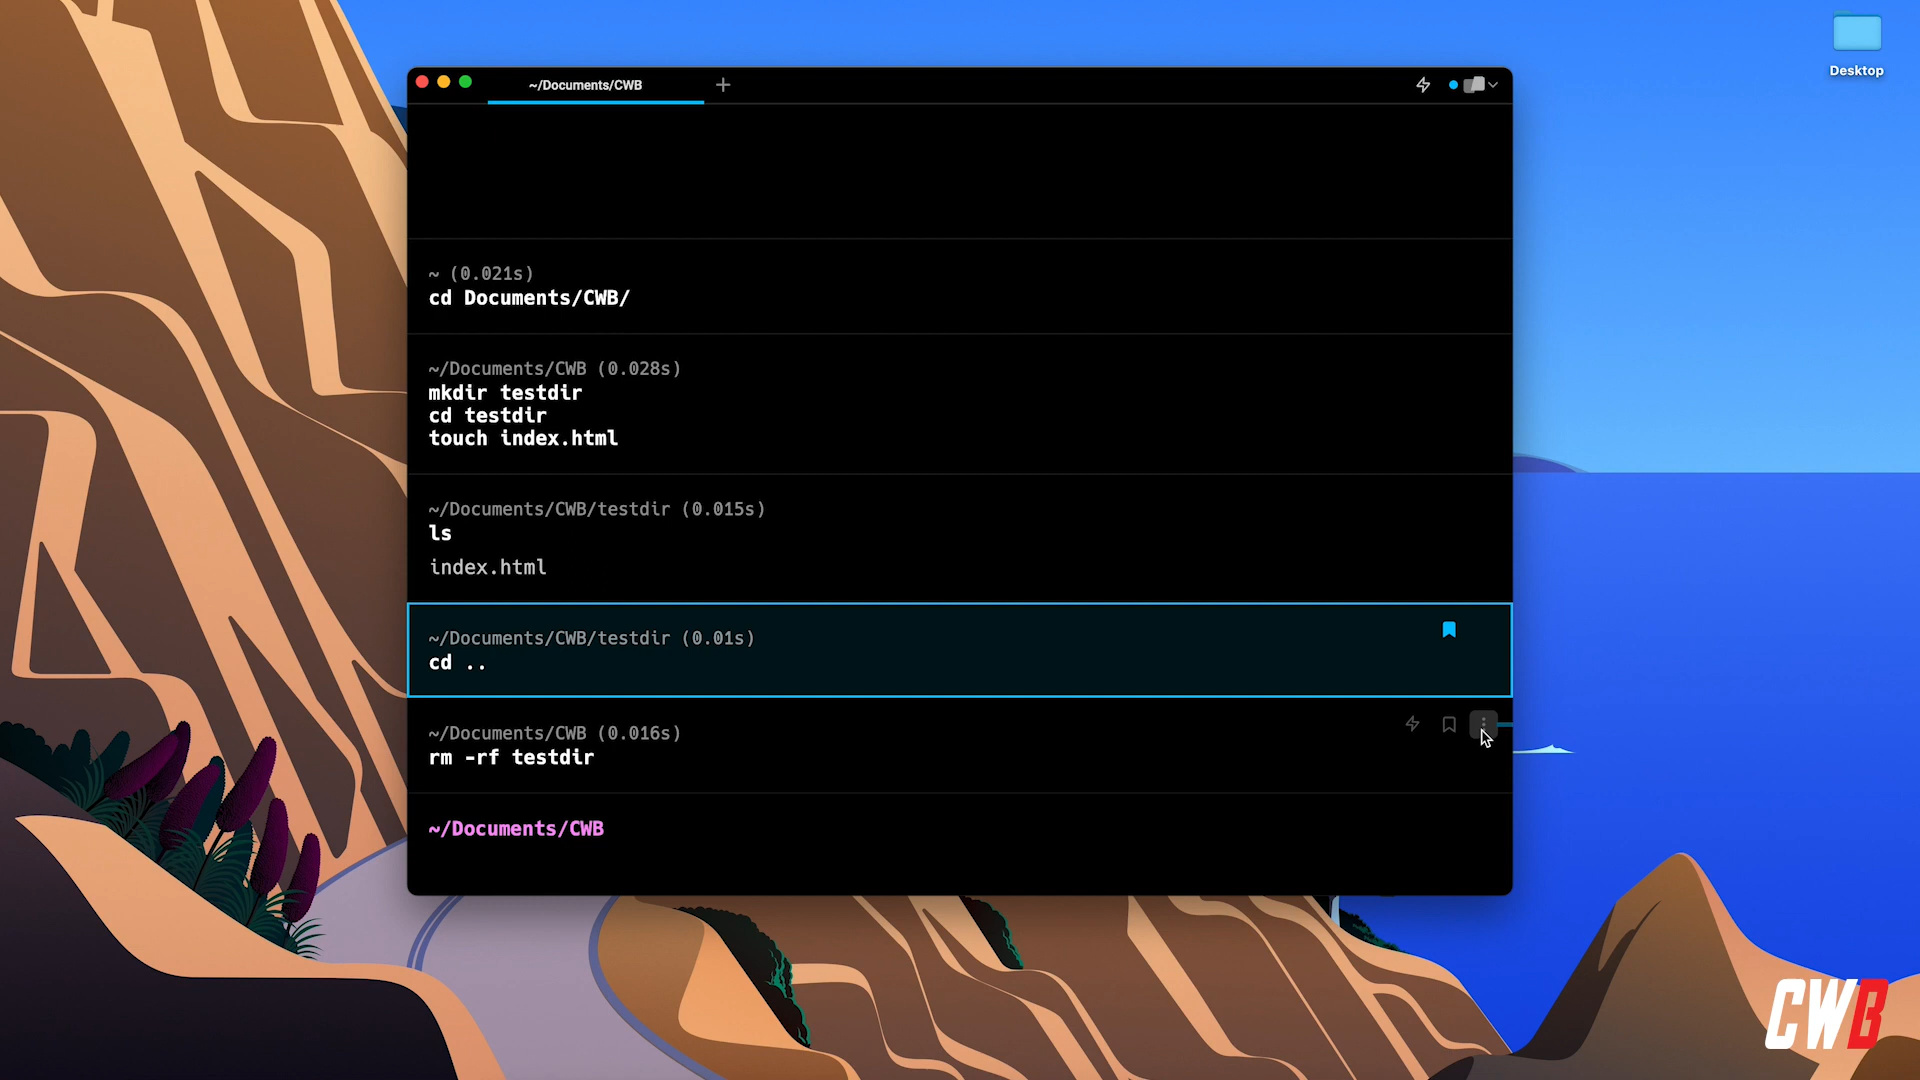 ~/Documents/CWB
Desktop
~ (0.021s)
cd Documents/CWB/
~/Documents/CWB (0.028s)
mkdir testdir
cd testdir
touch index.html
~/Documents/CWB/testdir (0.015s)
ls
index.html
~/Documents/CWB/testdir (0.01s)
cd ..
~/Documents/CWB (0.016s)
rm -rf testdir
~/Documents/CWB
CWB